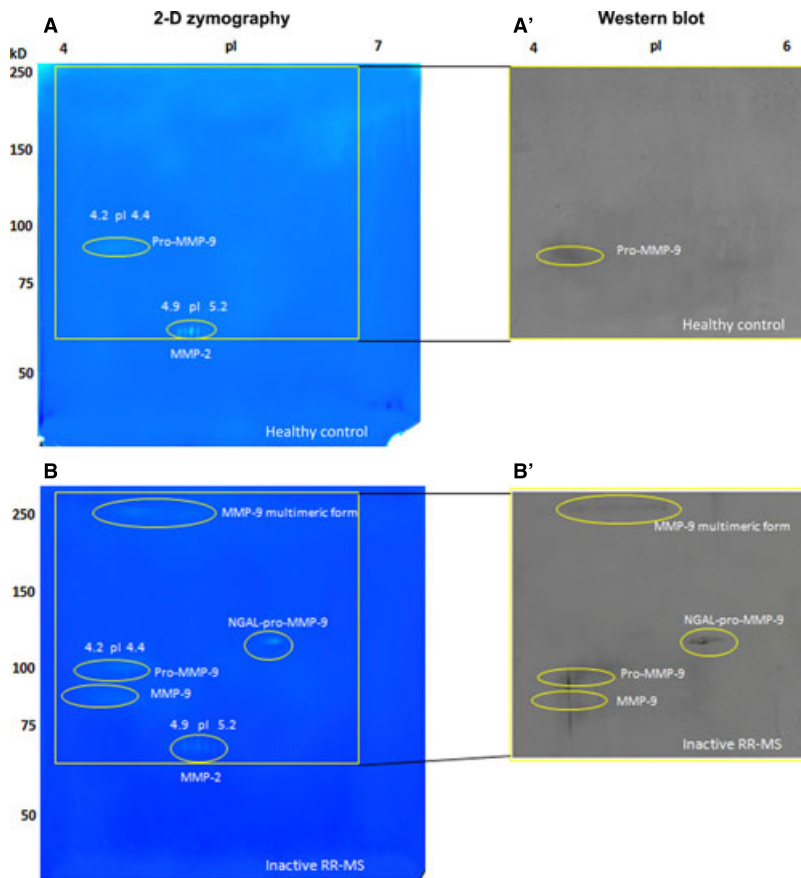 2-D zymography
Western blot
A
A'
kD
4 pI 7
4 pI 6
250
150
100
75
50
4.2 pI 4.4
Pro-MMP-9
4.9 pI 5.2
MMP-2
Healthy control
Pro-MMP-9
Healthy control
B
B'
250
150
100
75
50
MMP-9 multimeric form
NGAL-pro-MMP-9
4.2 pI 4.4
Pro-MMP-9
MMP-9
4.9 pI 5.2
MMP-2
Inactive RR-MS
MMP-9 multimeric form
NGAL-pro-MMP-9
Pro-MMP-9
MMP-9
Inactive RR-MS